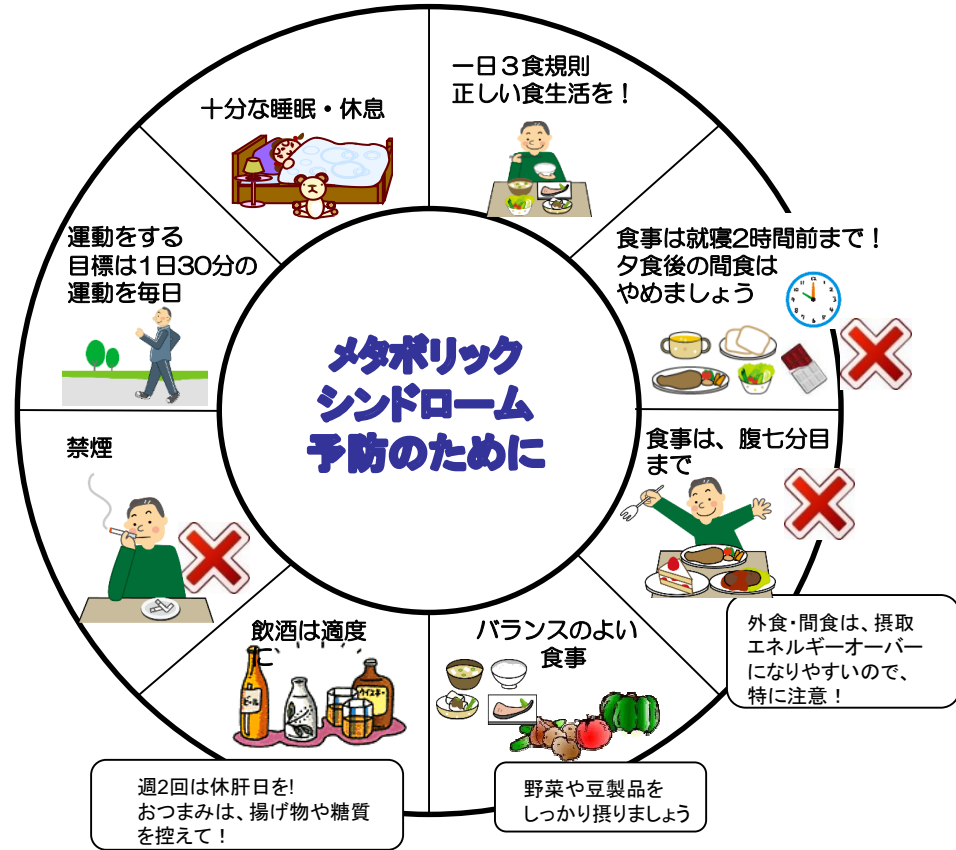 メタボリック
シンドローム
予防のために
一日３食規則
正しい食生活を！
食事は就寝2時間前まで！
夕食後の間食は
やめましょう
食事は、腹七分目
まで
外食・間食は、摂取
エネルギーオーバー
になりやすいので、
特に注意！
バランスのよい
食事
野菜や豆製品を
しっかり摂りましょう
飲酒は適度
に
ビール
ウイスキー
週2回は休肝日を!
おつまみは、揚げ物や糖質
を控えて！
禁煙
運動をする
目標は1日30分の
運動を毎日
十分な睡眠・休息